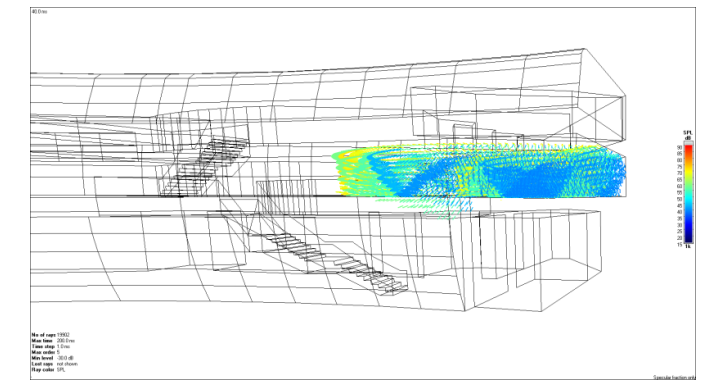 40.0 ms
SPL
dB
90
85
80
75
70
65
60
55
50
45
40
35
30
25
20
15
No of rays 19902
Max time 200.0 ms
Time step 1.0 ms
Max order 5
Min level -30.0 dB
Lost rays not shown
Ray color SPL
Specular fraction only